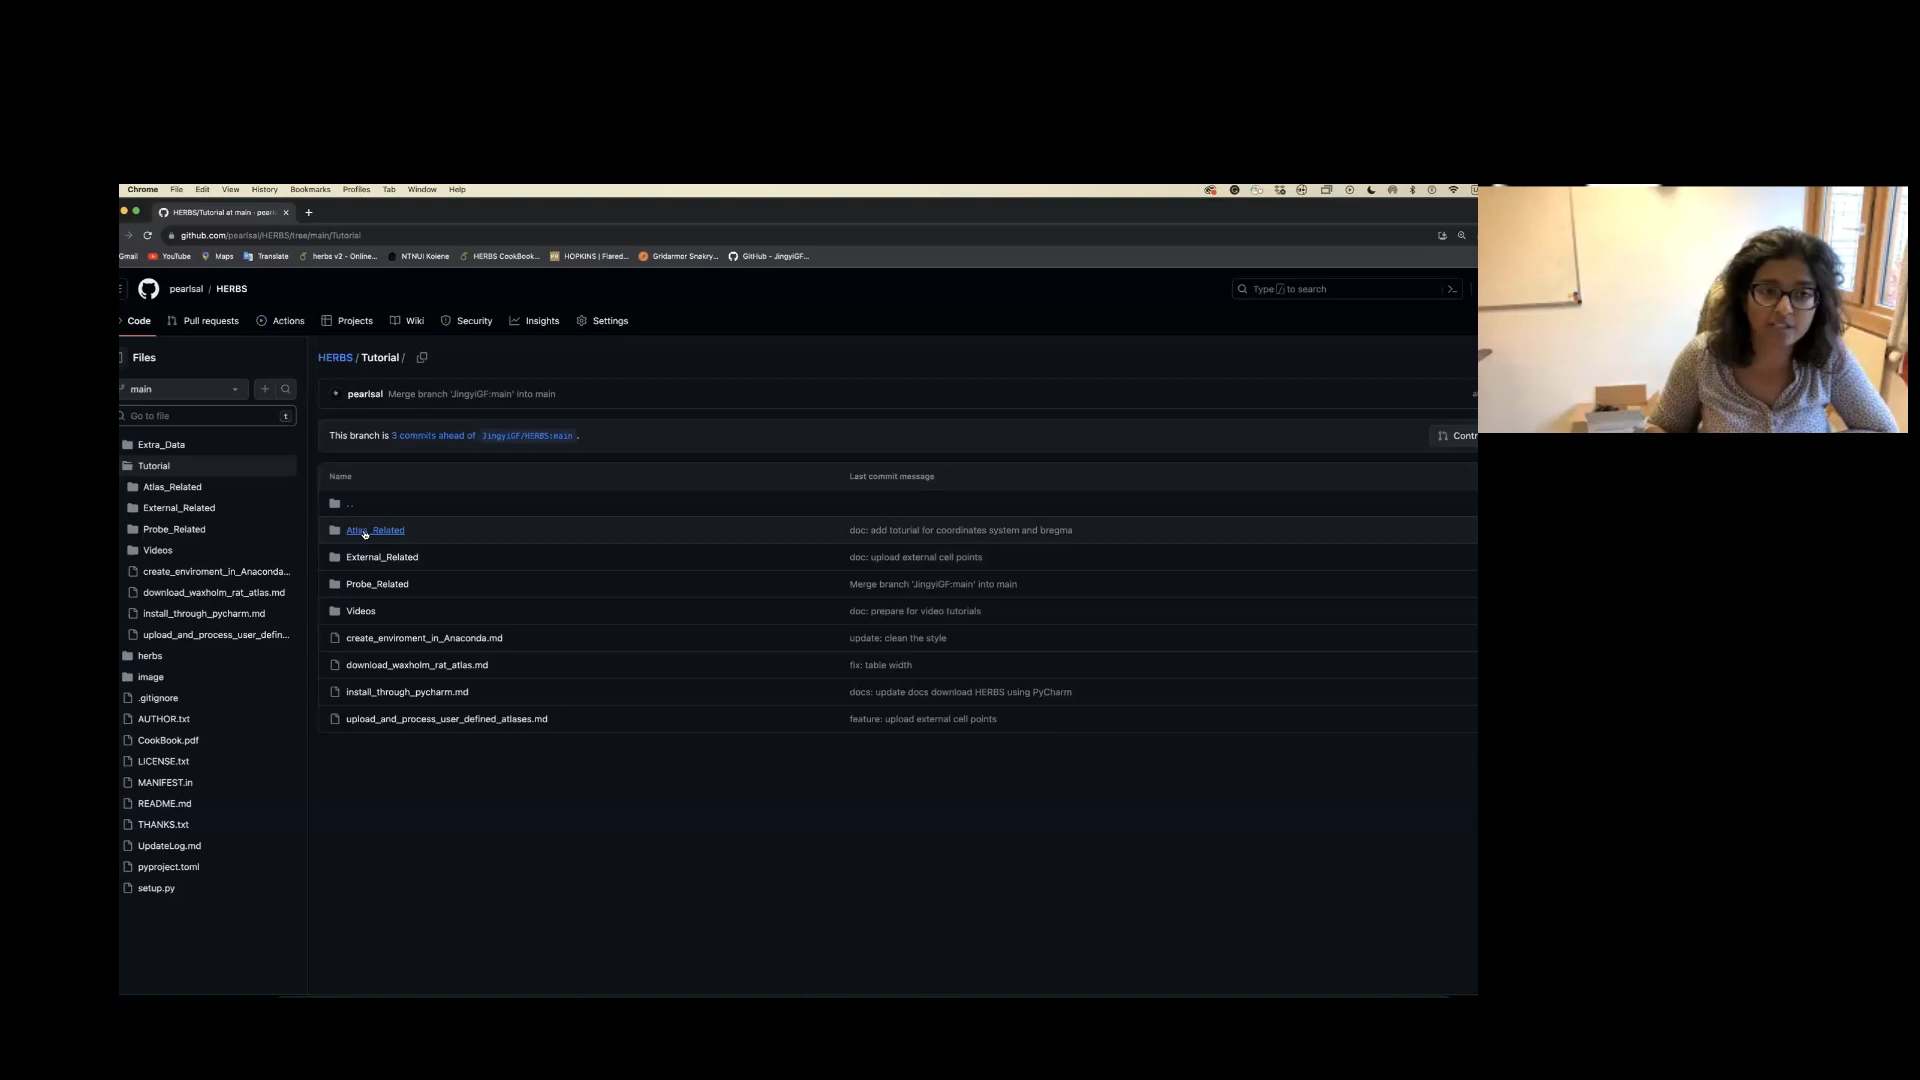 Chrome File Edit View History Bookmarks Profiles Tab Window Help
HERBS/Tutorial at main · pearls
github.com/pearlsal/HERBS/tree/main/Tutorial
Gmail YouTube Maps Translate herbs v2 - Online... NTNUI Koiene HERBS CookBook... HOPKINS | Flared... Gridarmor Snøkry... GitHub - JingyiGF...
pearlsal / HERBS
Type / to search
Code Pull requests Actions Projects Wiki Security Insights Settings
Files
main
Go to file t
Extra_Data
Tutorial
Atlas_Related
External_Related
Probe_Related
Videos
create_enviroment_in_Anaconda...
download_waxholm_rat_atlas.md
install_through_pycharm.md
upload_and_process_user_defin...
herbs
image
.gitignore
AUTHOR.txt
CookBook.pdf
LICENSE.txt
MANIFEST.in
README.md
THANKS.txt
UpdateLog.md
pyproject.toml
setup.py
HERBS / Tutorial /
pearlsal Merge branch 'JingyiGF:main' into main
This branch is 3 commits ahead of JingyiGF/HERBS:main .
Contr
Name Last commit message
..
Atlas_Related doc: add toturial for coordinates system and bregma
External_Related doc: upload external cell points
Probe_Related Merge branch 'JingyiGF:main' into main
Videos doc: prepare for video tutorials
create_enviroment_in_Anaconda.md update: clean the style
download_waxholm_rat_atlas.md fix: table width
install_through_pycharm.md docs: update docs download HERBS using PyCharm
upload_and_process_user_defined_atlases.md feature: upload external cell points